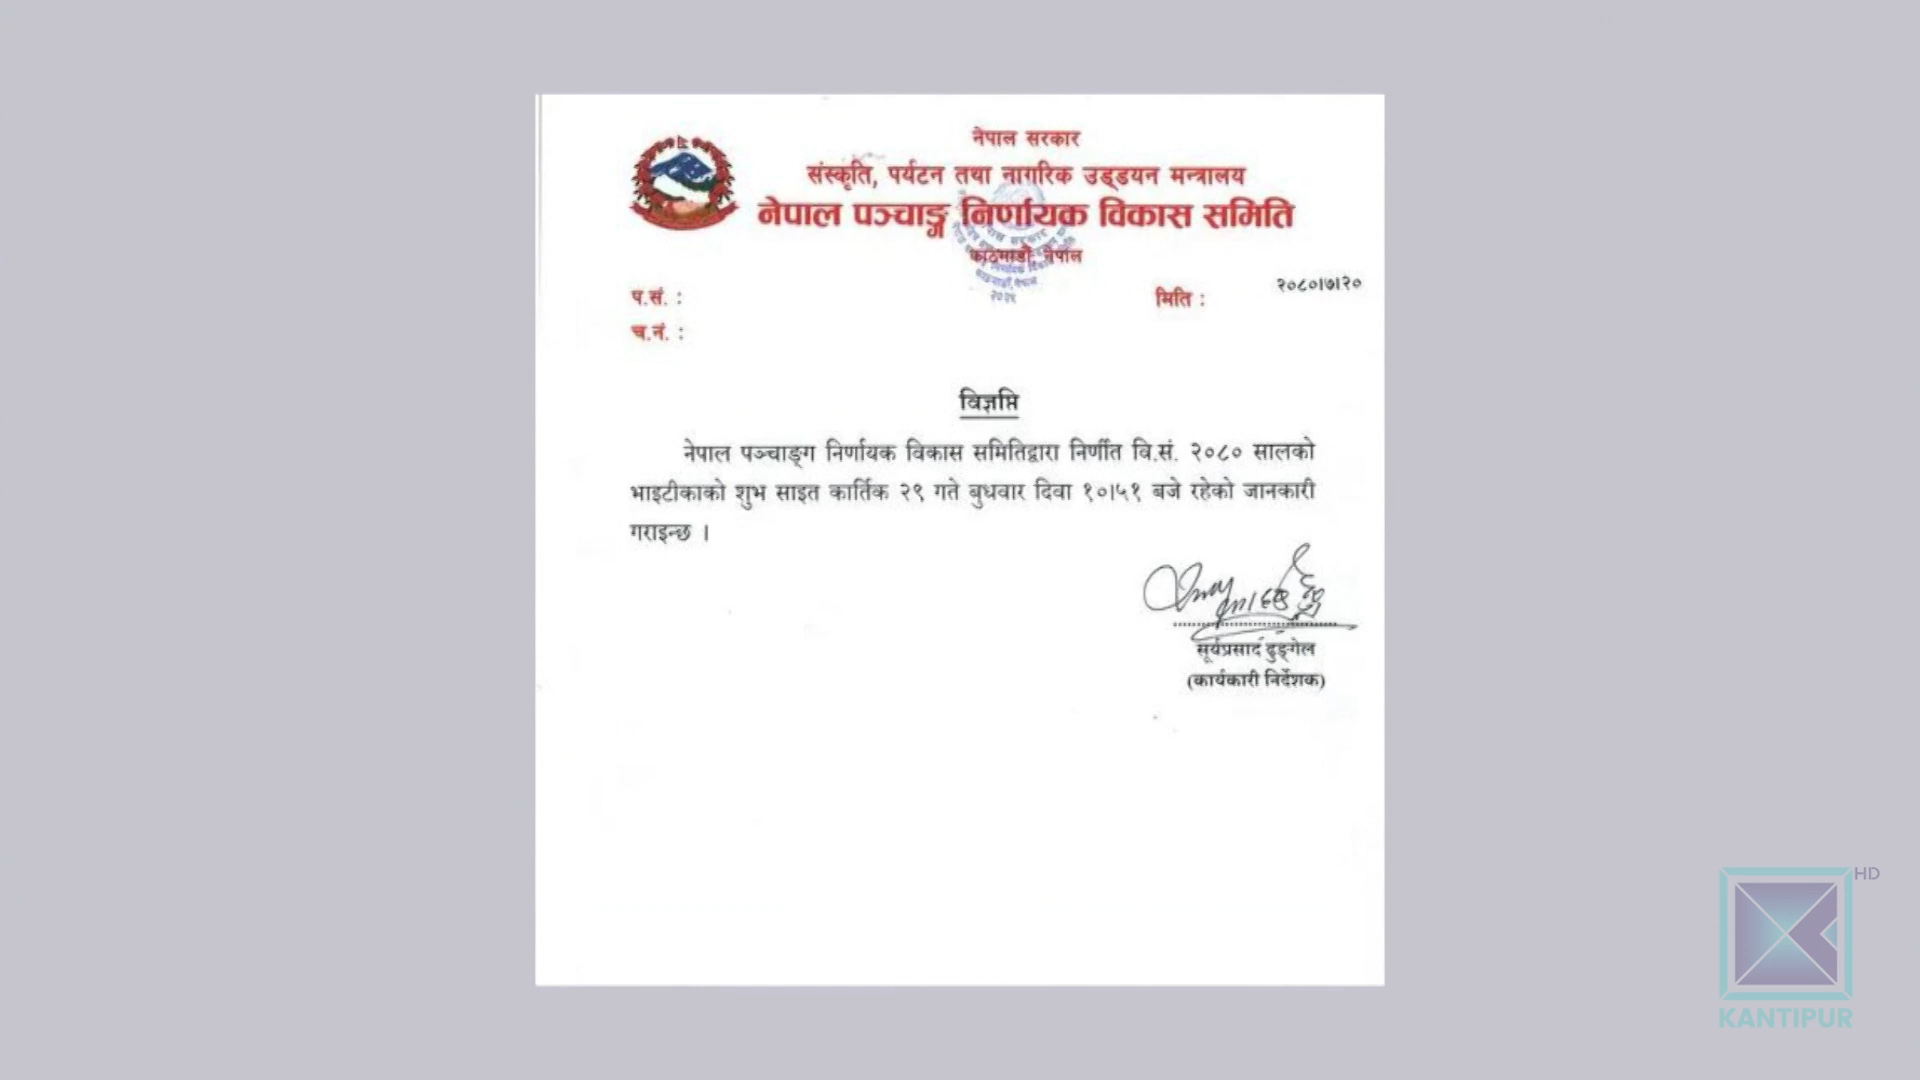 नेपाल सरकार
संस्कृति, पर्यटन तथा नागरिक उड्डयन मन्त्रालय
नेपाल पञ्चाङ्ग निर्णायक विकास समिति
काठमाडौं, नेपाल
प.सं. :
मिति : २०८०।७।२०
च.नं. :
विज्ञप्ति
नेपाल पञ्चाङ्ग निर्णायक विकास समितिद्वारा निर्णीत वि.सं. २०८० सालको
भाइटीकाको शुभ साइत कार्तिक २९ गते बुधवार दिवा १०।५१ बजे रहेको जानकारी
गराइन्छ ।
सूर्यप्रसाद ढुङ्गेल
(कार्यकारी निर्देशक)
HD
KANTIPUR